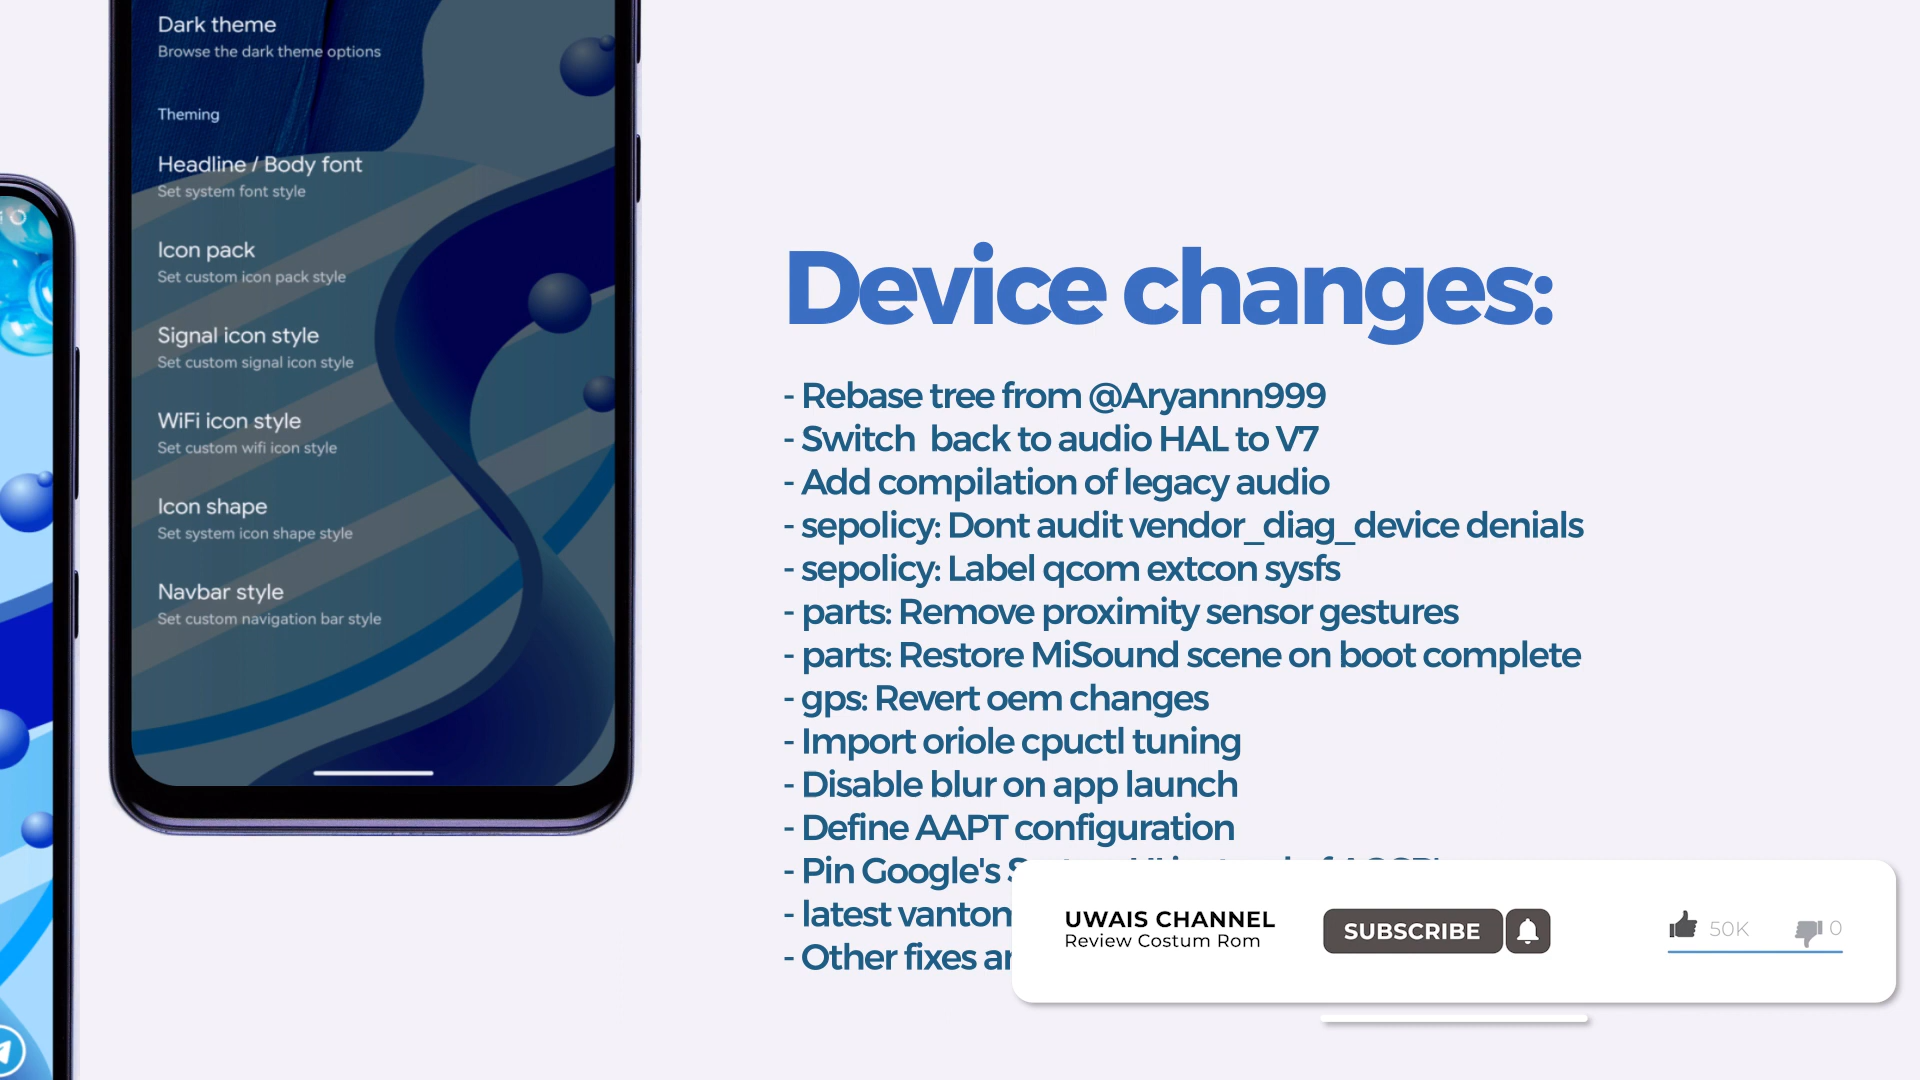 Dark theme
Browse the dark theme options
Theming
Headline / Body font
Set system font style
Icon pack
Set custom icon pack style
Signal icon style
Set custom signal icon style
WiFi icon style
Set custom wifi icon style
Icon shape
Set system icon shape style
Navbar style
Set custom navigation bar style
Device changes:
- Rebase tree from @Aryannn999
- Switch  back to audio HAL to V7
- Add compilation of legacy audio
- sepolicy: Dont audit vendor_diag_device denials
- sepolicy: Label qcom extcon sysfs
- parts: Remove proximity sensor gestures
- parts: Restore MiSound scene on boot complete
- gps: Revert oem changes
- Import oriole cpuctl tuning
- Disable blur on app launch
- Define AAPT configuration
- Pin Google's
- latest
- Other fixes
UWAIS CHANNEL
Review Costum Rom
SUBSCRIBE
50K
0